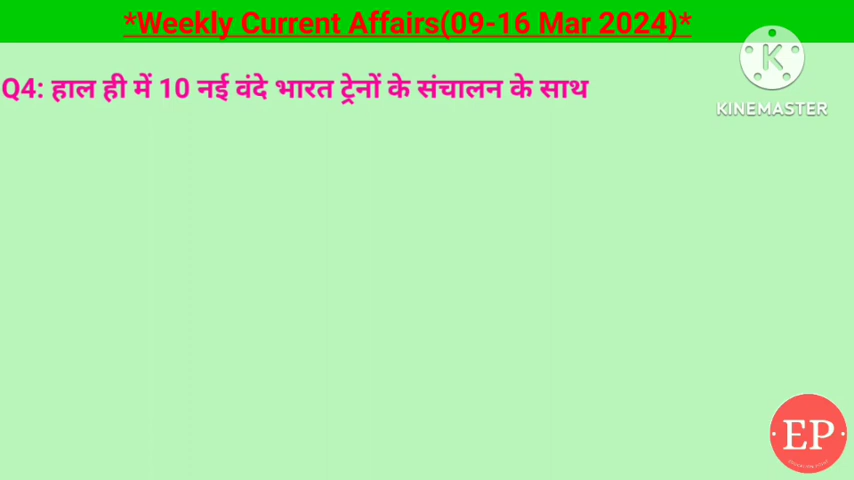 *Weekly Current Affairs(09-16 Mar 2024)*
Q4: हाल ही में 10 नई वंदे भारत ट्रेनों के संचालन के साथ
K
KINEMASTER
EP